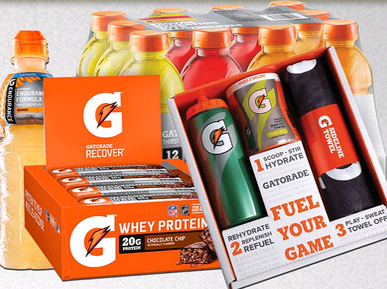 ENDURANCE
FORMULA
G
G
GATORADE
RECOVER
G
WHEY PROTEIN
20G
PROTEIN
CHOCOLATE CHIP
G
12
G
G
SIDELINE
TOWEL
1 SCOOP - STIR
HYDRATE
GATORADE
FUEL
YOUR
GAME
2 REHYDRATE
REPLENISH
REFUEL
3 PLAY - SWEAT
TOWEL OFF